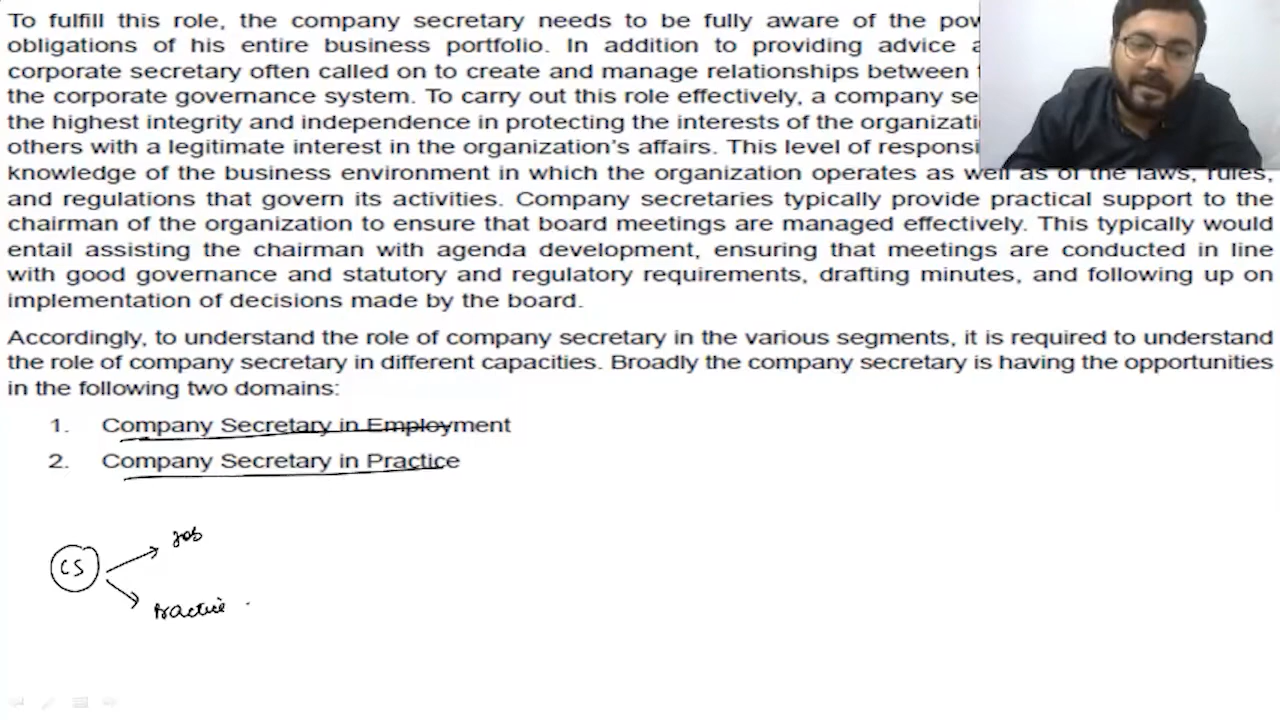 To fulfill this role, the company secretary needs to be fully aware of the
obligations of his entire business portfolio. In addition to providing advice
corporate secretary often called on to create and manage relationships between
the corporate governance system. To carry out this role effectively, a company
the highest integrity and independence in protecting the interests of the
others with a legitimate interest in the organization's affairs. This level of
knowledge of the business environment in which the organization operates as well as of the laws, rules,
and regulations that govern its activities. Company secretaries typically provide practical support to the
chairman of the organization to ensure that board meetings are managed effectively. This typically would
entail assisting the chairman with agenda development, ensuring that meetings are conducted in line
with good governance and statutory and regulatory requirements, drafting minutes, and following up on
implementation of decisions made by the board.
Accordingly, to understand the role of company secretary in the various segments, it is required to understand
the role of company secretary in different capacities. Broadly the company secretary is having the opportunities
in the following two domains:
1. Company Secretary in Employment
2. Company Secretary in Practice
Job
CS
Practice